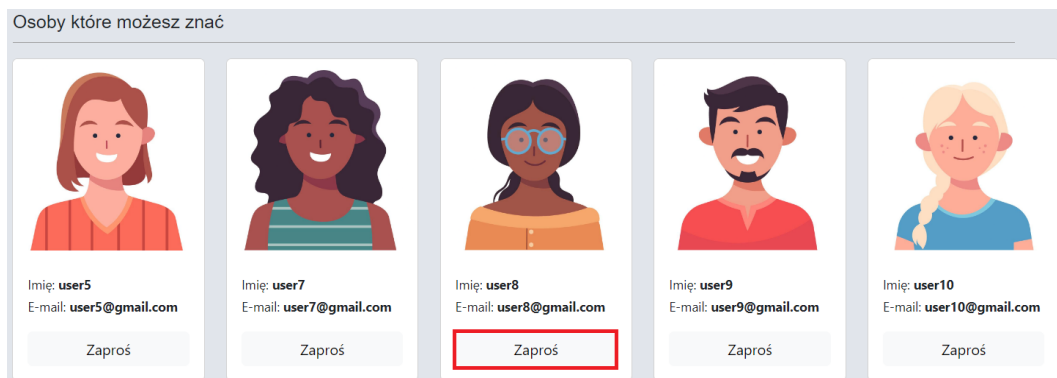 Osoby które możesz znać
Imię: user5
E-mail: user5@gmail.com
Zaproś
Imię: user7
E-mail: user7@gmail.com
Zaproś
Imię: user8
E-mail: user8@gmail.com
Zaproś
Imię: user9
E-mail: user9@gmail.com
Zaproś
Imię: user10
E-mail: user10@gmail.com
Zaproś